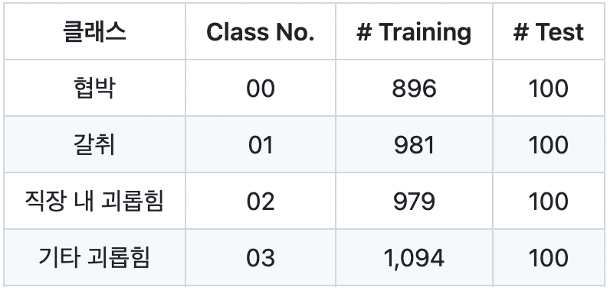 클래스 Class No. # Training # Test
협박 00 896 100
갈취 01 981 100
직장 내 괴롭힘 02 979 100
기타 괴롭힘 03 1,094 100